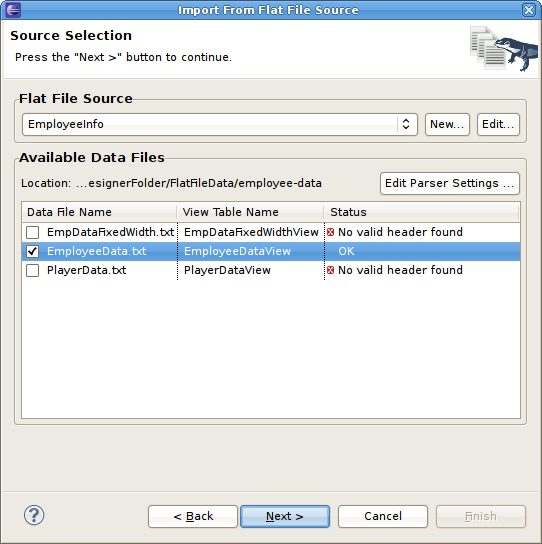 Import From Flat File Source
Source Selection
Press the "Next >" button to continue.
Flat File Source
EmployeeInfo
New...
Edit...
Available Data Files
Location: ...esignerFolder/FlatFileData/employee-data
Edit Parser Settings ...
Data File Name View Table Name Status
EmpDataFixedWidth.txt EmpDataFixedWidthView No valid header found
EmployeeData.txt EmployeeDataView OK
PlayerData.txt PlayerDataView No valid header found
?
< Back
Next >
Cancel
Finish